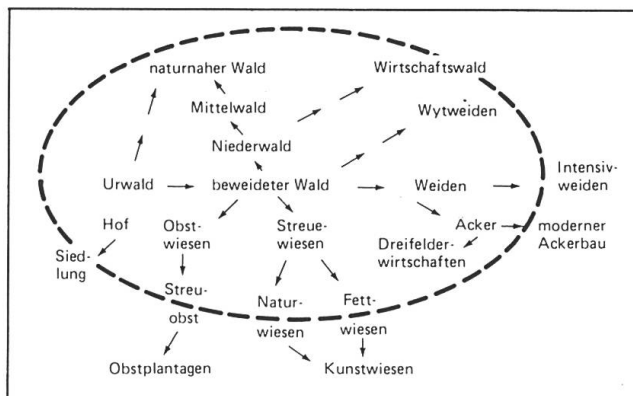 naturnaher Wald
Wirtschaftswald
Mittelwald
Wytweiden
Niederwald
Urwald
beweideter Wald
Weiden
Intensiv-
weiden
Hof
Obst-
wiesen
Streue-
wiesen
Acker
moderner
Ackerbau
Dreifelder-
wirtschaften
Sied-
lung
Streu-
obst
Natur-
wiesen
Fett-
wiesen
Obstplantagen
Kunstwiesen